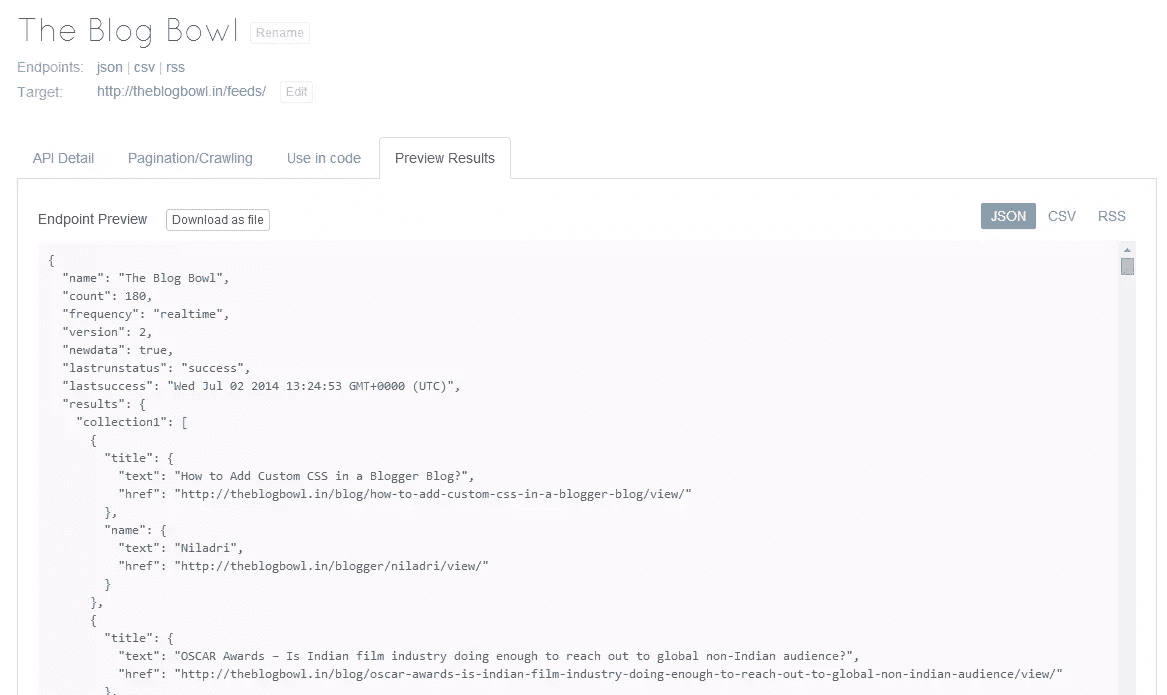 The Blog Bowl Rename
Endpoints: json | csv | rss
Target: http://theblogbowl.in/feeds/ Edit
API Detail Pagination/Crawling Use in code Preview Results
Endpoint Preview Download as file JSON CSV RSS
{
"name": "The Blog Bowl",
"count": 180,
"frequency": "realtime",
"version": 2,
"newdata": true,
"lastrunstatus": "success",
"lastsuccess": "Wed Jul 02 2014 13:24:53 GMT+0000 (UTC)",
"results": {
"collection1": [
{
"title": {
"text": "How to Add Custom CSS in a Blogger Blog?",
"href": "http://theblogbowl.in/blog/how-to-add-custom-css-in-a-blogger-blog/view/"
},
"name": {
"text": "Niladri",
"href": "http://theblogbowl.in/blogger/niladri/view/"
}
},
{
"title": {
"text": "OSCAR Awards – Is Indian film industry doing enough to reach out to global non-Indian audience?",
"href": "http://theblogbowl.in/blog/oscar-awards-is-indian-film-industry-doing-enough-to-reach-out-to-global-non-indian-audience/view/"
},